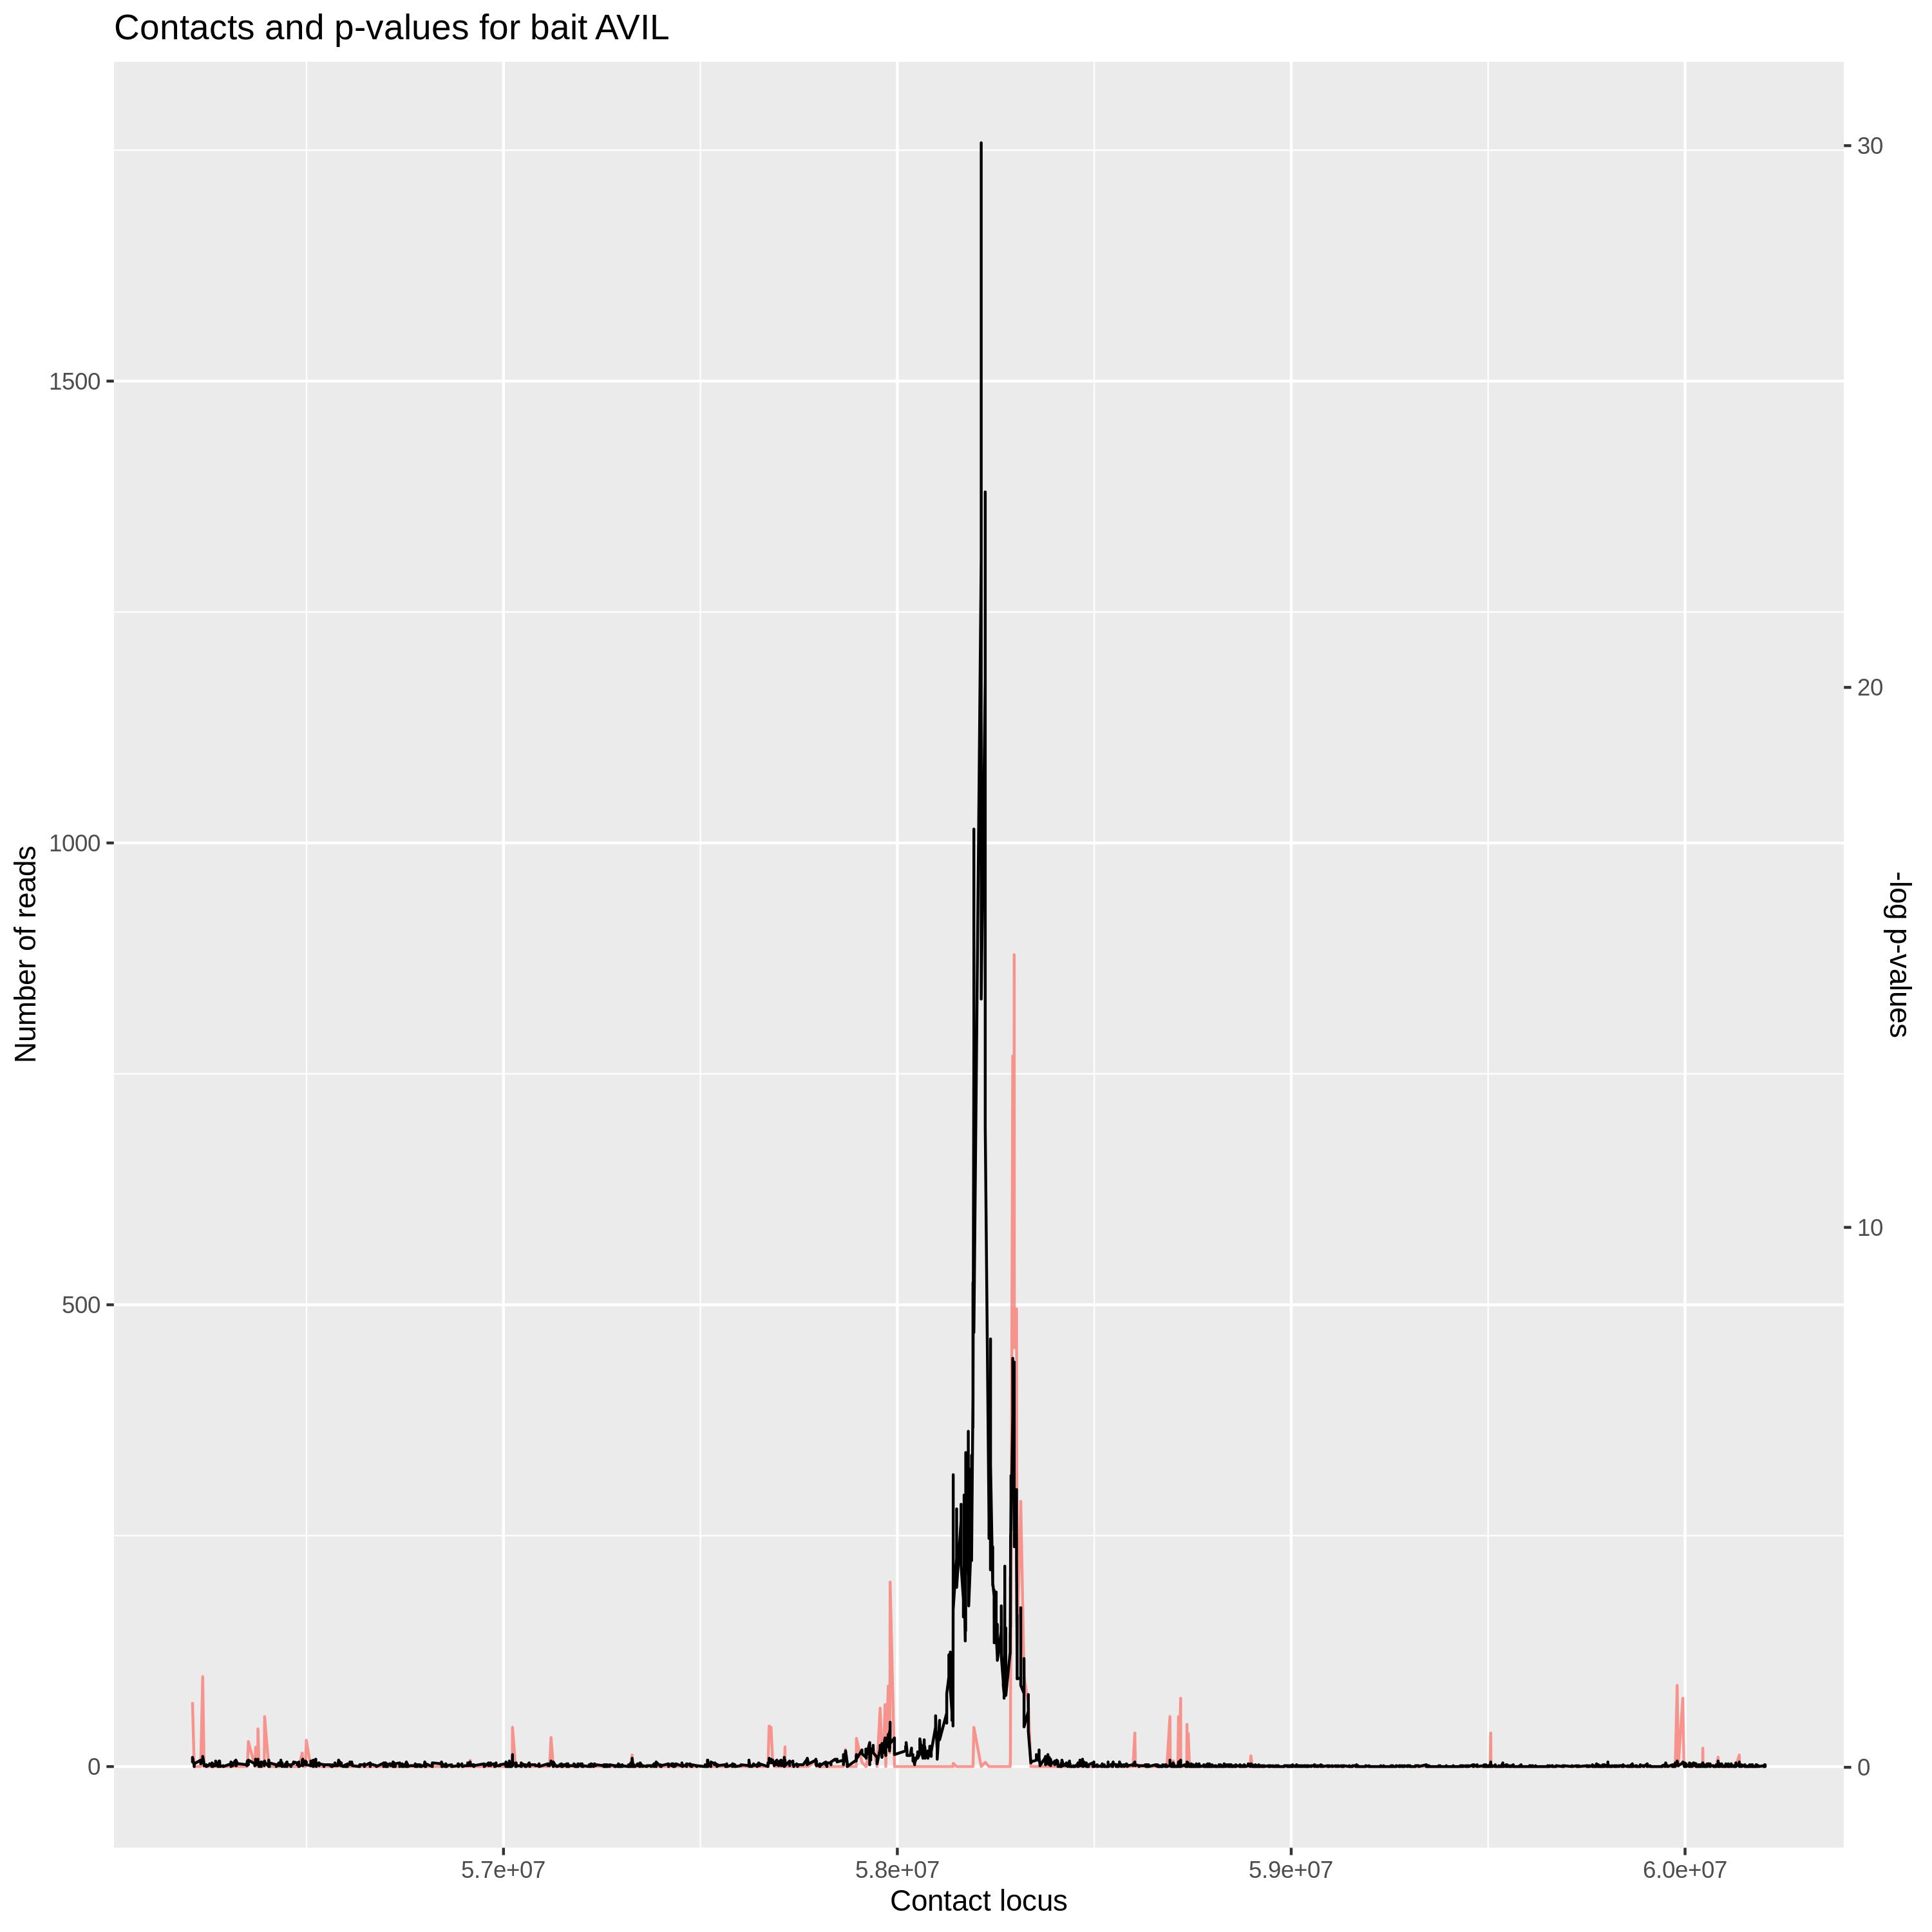 Contacts and p-values for bait AVIL
Number of reads
1500
1000
500
0
30
20
10
0
-log p-values
5.7e+07
5.8e+07
5.9e+07
6.0e+07
Contact locus